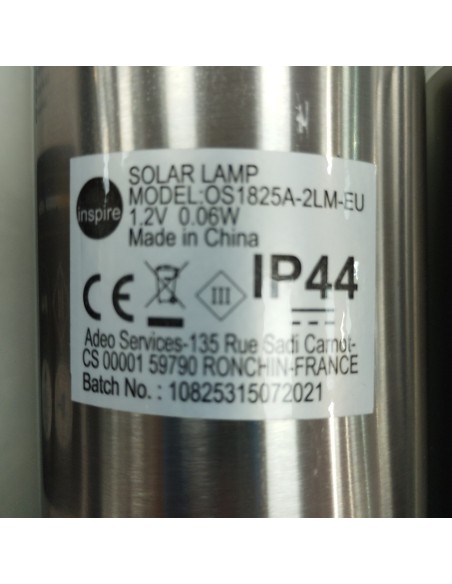 inspire
SOLAR LAMP
MODEL:OS1825A-2LM-EU
1.2V 0.06W
Made in China
CE III IP44
Adeo Services-135 Rue Sadi Carnot-
CS 00001 59790 RONCHIN-FRANCE
Batch No. : 10825315072021